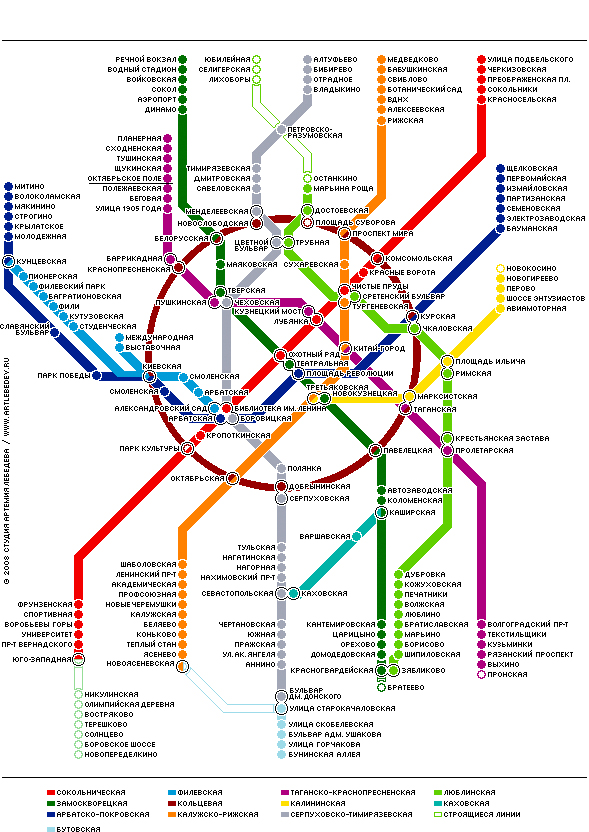 РЕЧНОЙ ВОКЗАЛ
ВОДНЫЙ СТАДИОН
ВОЙКОВСКАЯ
СОКОЛ
АЭРОПОРТ
ДИНАМО
ЮБИЛЕЙНАЯ
СЕЛИГЕРСКАЯ
ЛИХОБОРЫ
АЛТУФЬЕВО
БИБИРЕВО
ОТРАДНОЕ
ВЛАДЫКИНО
МЕДВЕДКОВО
БАБУШКИНСКАЯ
СВИБЛОВО
БОТАНИЧЕСКИЙ САД
ВДНХ
АЛЕКСЕЕВСКАЯ
РИЖСКАЯ
УЛИЦА ПОДБЕЛЬСКОГО
ЧЕРКИЗОВСКАЯ
ПРЕОБРАЖЕНСКАЯ ПЛ.
СОКОЛЬНИКИ
КРАСНОСЕЛЬСКАЯ
ПЕТРОВСКО-
РАЗУМОВСКАЯ
ПЛАНЕРНАЯ
СХОДНЕНСКАЯ
ТУШИНСКАЯ
ЩУКИНСКАЯ
ОКТЯБРЬСКОЕ ПОЛЕ
ПОЛЕЖАЕВСКАЯ
БЕГОВАЯ
УЛИЦА 1905 ГОДА
ТИМИРЯЗЕВСКАЯ
ДМИТРОВСКАЯ
САВЕЛОВСКАЯ
ОСТАНКИНО
МАРЬИНА РОЩА
ЩЕЛКОВСКАЯ
ПЕРВОМАЙСКАЯ
ИЗМАЙЛОВСКАЯ
ПАРТИЗАНСКАЯ
СЕМЕНОВСКАЯ
ЭЛЕКТРОЗАВОДСКАЯ
БАУМАНСКАЯ
МИТИНО
ВОЛОКОЛАМСКАЯ
МЯКИНИНО
СТРОГИНО
КРЫЛАТСКОЕ
МОЛОДЕЖНАЯ
МЕНДЕЛЕЕВСКАЯ
НОВОСЛОБОДСКАЯ
ДОСТОЕВСКАЯ
ПЛОЩАДЬ СУВОРОВА
ПРОСПЕКТ МИРА
БЕЛОРУССКАЯ
ЦВЕТНОЙ
БУЛЬВАР
ТРУБНАЯ
КУНЦЕВСКАЯ
БАРРИКАДНАЯ
КРАСНОПРЕСНЕНСКАЯ
МАЯКОВСКАЯ
СУХАРЕВСКАЯ
КОМСОМОЛЬСКАЯ
КРАСНЫЕ ВОРОТА
НОВОКОСИНО
НОВОГИРЕЕВО
ПЕРОВО
ШОССЕ ЭНТУЗИАСТОВ
АВИАМОТОРНАЯ
ПИОНЕРСКАЯ
ФИЛЕВСКИЙ ПАРК
БАГРАТИОНОВСКАЯ
ФИЛИ
КУТУЗОВСКАЯ
СТУДЕНЧЕСКАЯ
ТВЕРСКАЯ
ПУШКИНСКАЯ
ЧЕХОВСКАЯ
КУЗНЕЦКИЙ МОСТ
ЛУБЯНКА
ЧИСТЫЕ ПРУДЫ
СРЕТЕНСКИЙ БУЛЬВАР
ТУРГЕНЕВСКАЯ
КУРСКАЯ
ЧКАЛОВСКАЯ
СЛАВЯНСКИЙ
БУЛЬВАР
МЕЖДУНАРОДНАЯ
ВЫСТАВОЧНАЯ
ОХОТНЫЙ РЯД
ТЕАТРАЛЬНАЯ
КИТАЙ-ГОРОД
ПЛОЩАДЬ РЕВОЛЮЦИИ
ПЛОЩАДЬ ИЛЬИЧА
РИМСКАЯ
ПАРК ПОБЕДЫ
КИЕВСКАЯ
СМОЛЕНСКАЯ
СМОЛЕНСКАЯ
АРБАТСКАЯ
АЛЕКСАНДРОВСКИЙ САД
АРБАТСКАЯ
БИБЛИОТЕКА ИМ. ЛЕНИНА
БОРОВИЦКАЯ
ТРЕТЬЯКОВСКАЯ
НОВОКУЗНЕЦКАЯ
МАРКСИСТСКАЯ
ТАГАНСКАЯ
КРОПОТКИНСКАЯ
ПАРК КУЛЬТУРЫ
ОКТЯБРЬСКАЯ
ПОЛЯНКА
ДОБРЫНИНСКАЯ
СЕРПУХОВСКАЯ
ПАВЕЛЕЦКАЯ
КРЕСТЬЯНСКАЯ ЗАСТАВА
ПРОЛЕТАРСКАЯ
АВТОЗАВОДСКАЯ
КОЛОМЕНСКАЯ
КАШИРСКАЯ
ВАРШАВСКАЯ
КАХОВСКАЯ
ТУЛЬСКАЯ
НАГАТИНСКАЯ
НАГОРНАЯ
НАХИМОВСКИЙ ПР-Т
СЕВАСТОПОЛЬСКАЯ
ЧЕРТАНОВСКАЯ
ЮЖНАЯ
ПРАЖСКАЯ
УЛ. АК. ЯНГЕЛЯ
АННИНО
БУЛЬВАР
ДМ. ДОНСКОГО
УЛИЦА СТАРОКАЧАЛОВСКАЯ
УЛИЦА СКОБЕЛЕВСКАЯ
БУЛЬВАР АДМ. УШАКОВА
УЛИЦА ГОРЧАКОВА
БУНИНСКАЯ АЛЛЕЯ
ШАБОЛОВСКАЯ
ЛЕНИНСКИЙ ПР-Т
АКАДЕМИЧЕСКАЯ
ПРОФСОЮЗНАЯ
НОВЫЕ ЧЕРЕМУШКИ
КАЛУЖСКАЯ
БЕЛЯЕВО
КОНЬКОВО
ТЕПЛЫЙ СТАН
ЯСЕНЕВО
НОВОЯСЕНЕВСКАЯ
ФРУНЗЕНСКАЯ
СПОРТИВНАЯ
ВОРОБЬЕВЫ ГОРЫ
УНИВЕРСИТЕТ
ПР-Т ВЕРНАДСКОГО
ЮГО-ЗАПАДНАЯ
НИКУЛИНСКАЯ
ОЛИМПИЙСКАЯ ДЕРЕВНЯ
ВОСТРЯКОВО
ТЕРЕШКОВО
СОЛНЦЕВО
БОРОВСКОЕ ШОССЕ
НОВОПЕРЕДЕЛКИНО
КАНТЕМИРОВСКАЯ
ЦАРИЦЫНО
ОРЕХОВО
ДОМОДЕДОВСКАЯ
КРАСНОГВАРДЕЙСКАЯ
БРАТЕЕВО
ДУБРОВКА
КОЖУХОВСКАЯ
ПЕЧАТНИКИ
ВОЛЖСКАЯ
ЛЮБЛИНО
БРАТИСЛАВСКАЯ
МАРЬИНО
БОРИСОВО
ШИПИЛОВСКАЯ
ЗЯБЛИКОВО
ВОЛГОГРАДСКИЙ ПР-Т
ТЕКСТИЛЬЩИКИ
КУЗЬМИНКИ
РЯЗАНСКИЙ ПРОСПЕКТ
ВЫХИНО
ПРОНСКАЯ
© 2008 СТУДИЯ АРТЕМИЯ ЛЕБЕДЕВА / WWW.ARTLEBEDEV.RU
СОКОЛЬНИЧЕСКАЯ
ЗАМОСКВОРЕЦКАЯ
АРБАТСКО-ПОКРОВСКАЯ
БУТОВСКАЯ
ФИЛЕВСКАЯ
КОЛЬЦЕВАЯ
КАЛУЖСКО-РИЖСКАЯ
ТАГАНСКО-КРАСНОПРЕСНЕНСКАЯ
КАЛИНИНСКАЯ
СЕРПУХОВСКО-ТИМИРЯЗЕВСКАЯ
ЛЮБЛИНСКАЯ
КАХОВСКАЯ
СТРОЯЩИЕСЯ ЛИНИИ